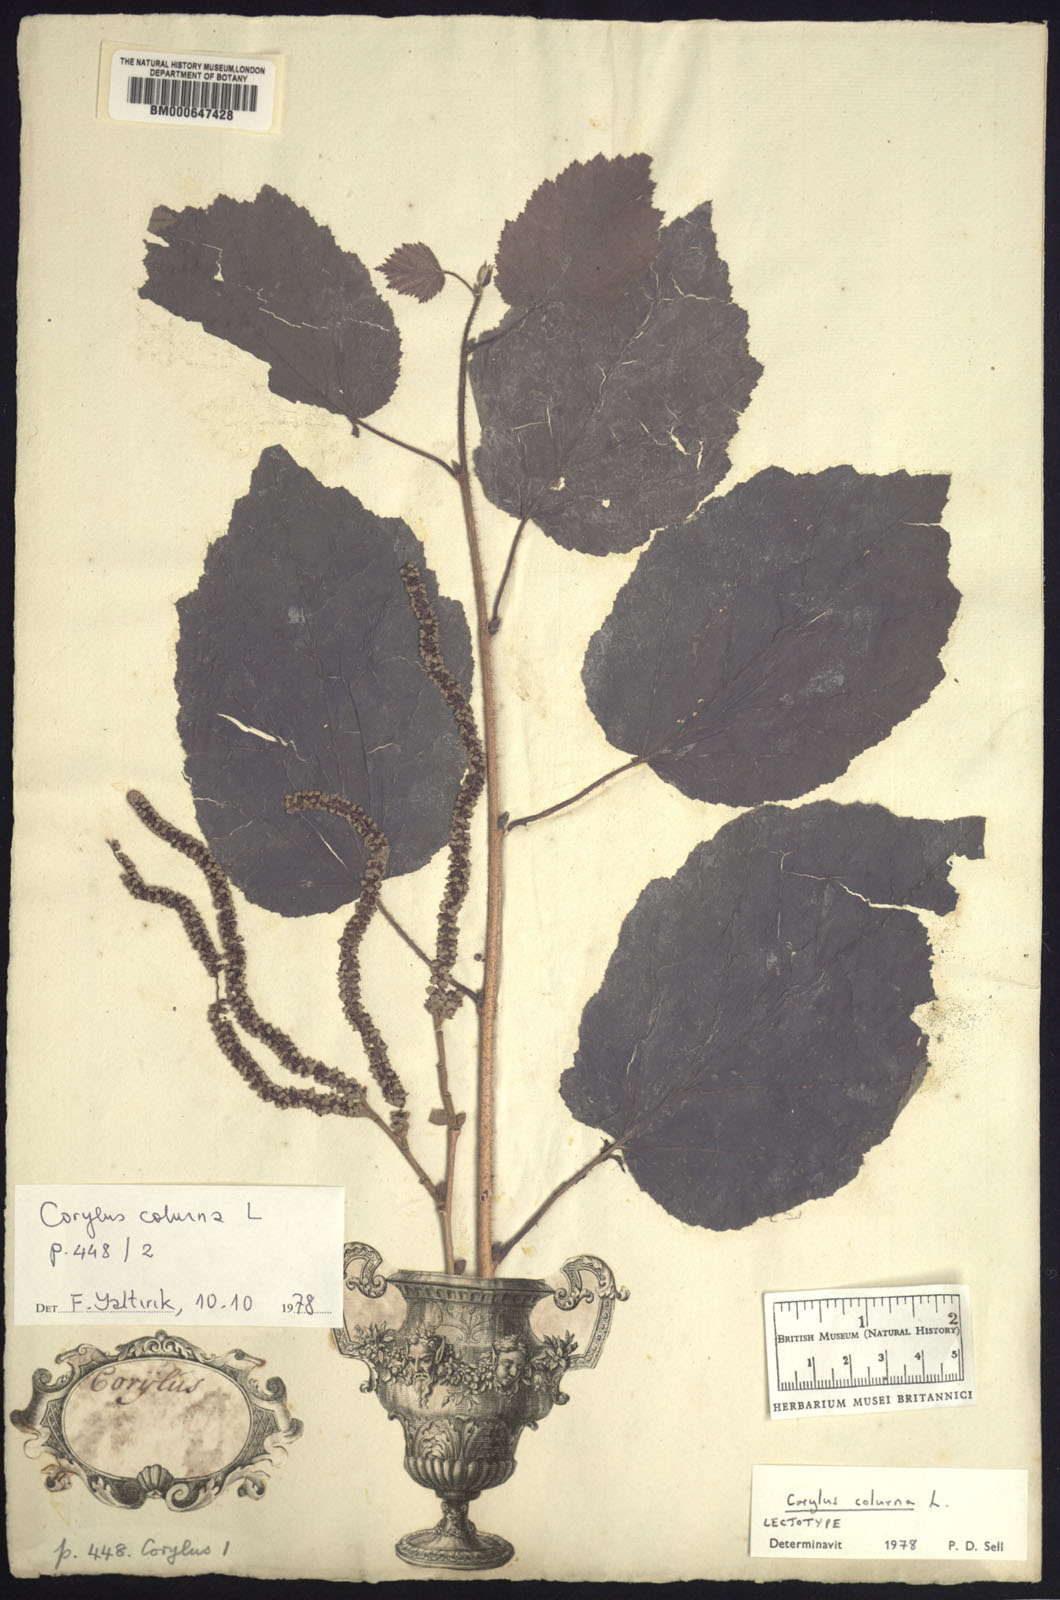 THE NATURAL HISTORY MUSEUM, LONDON
DEPARTMENT OF BOTANY
BM000647428
Corylus colurna L
p. 448 / 2
DET F. Yaltirik, 10.10 1978
Corylus
p. 448. Corylus 1
1 2
BRITISH MUSEUM (NATURAL HISTORY)
1 2 3 4 5
HERBARIUM MUSEI BRITANNICI
Corylus colurna L.
LECTOTYPE
Determinavit 1978 P. D. Sell